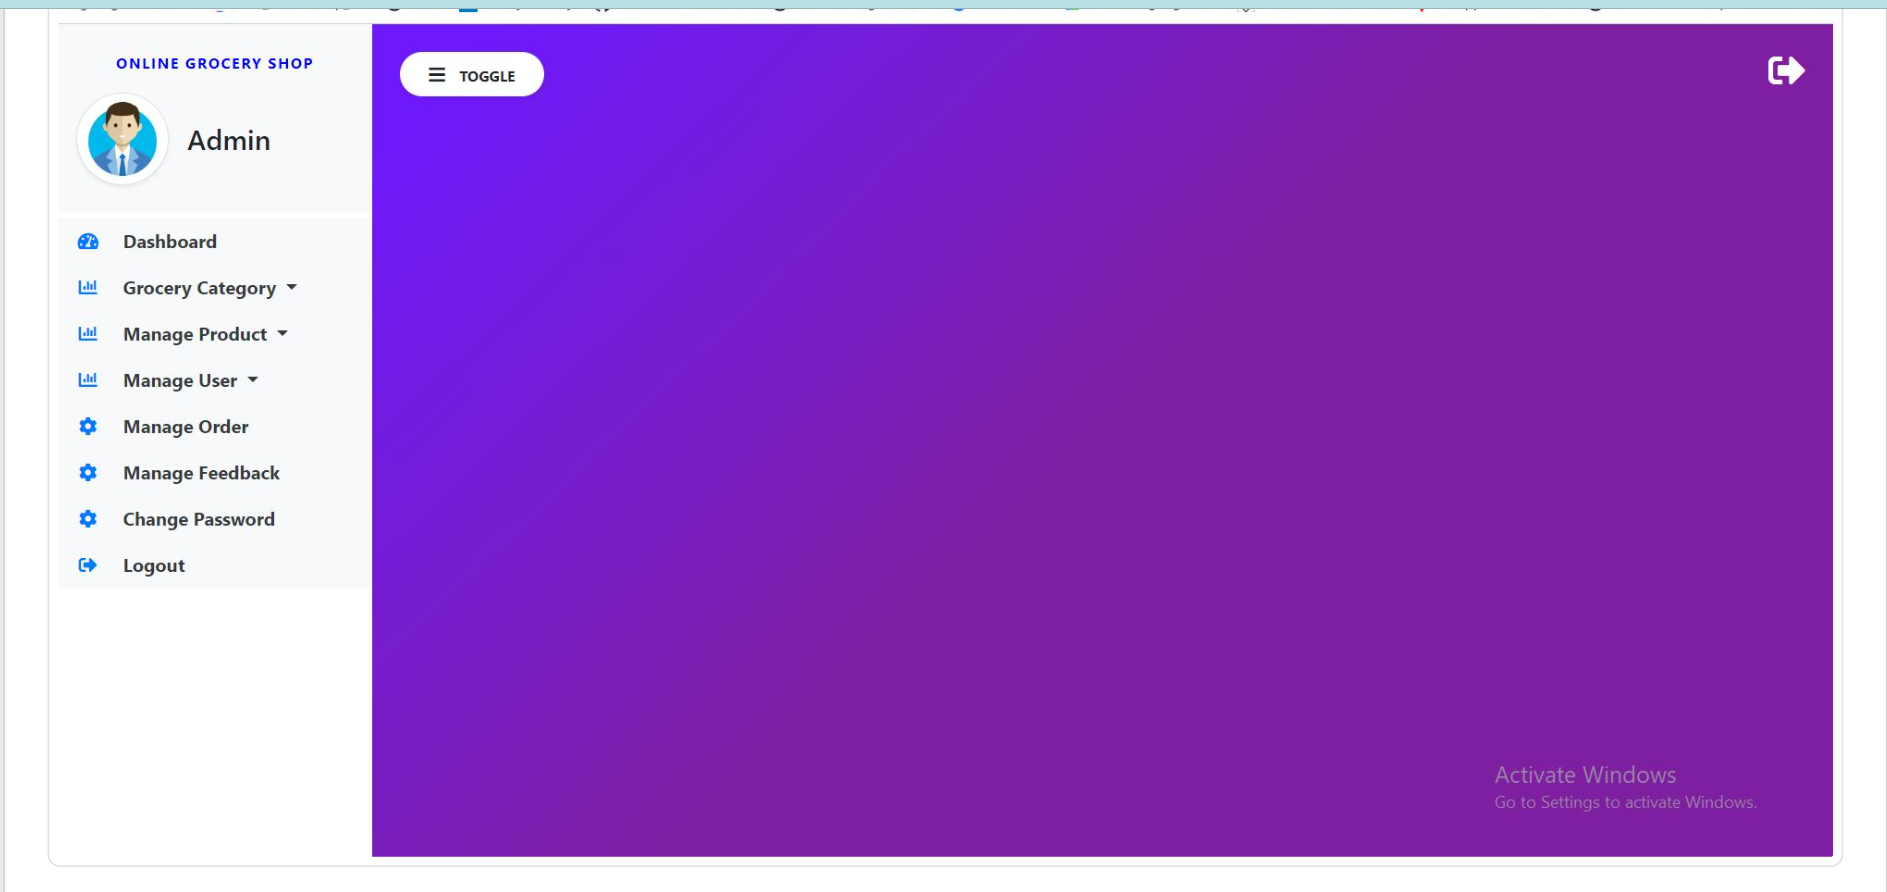 ONLINE GROCERY SHOP
Admin
Dashboard
Grocery Category
Manage Product
Manage User
Manage Order
Manage Feedback
Change Password
Logout
TOGGLE
Activate Windows
Go to Settings to activate Windows.